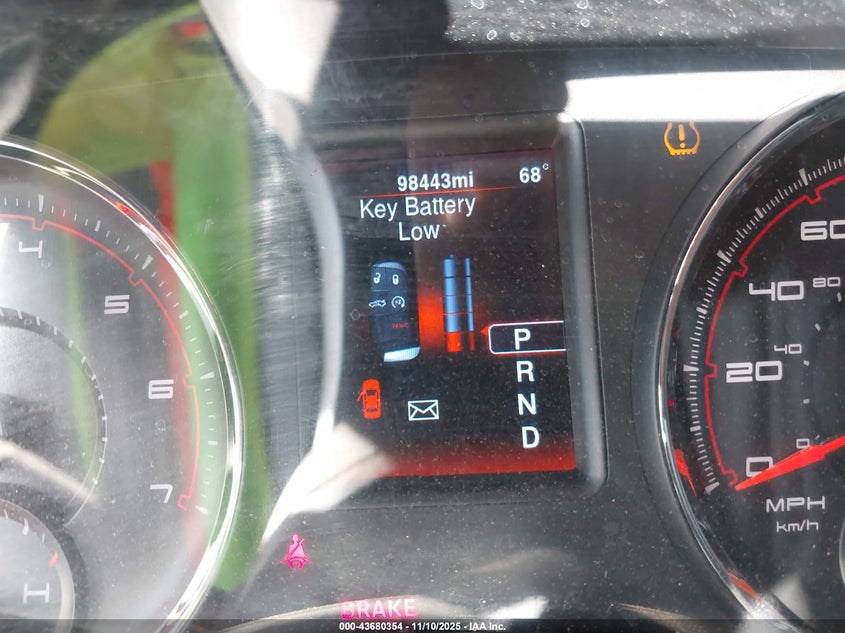 98443mi 68°
Key Battery
Low
PANIC
P
R
N
D
4
5
6
7
H
60
40 80
20 40
0 0
MPH
km/h
BRAKE
000-43680354 - 11/10/2025 - IAA Inc.